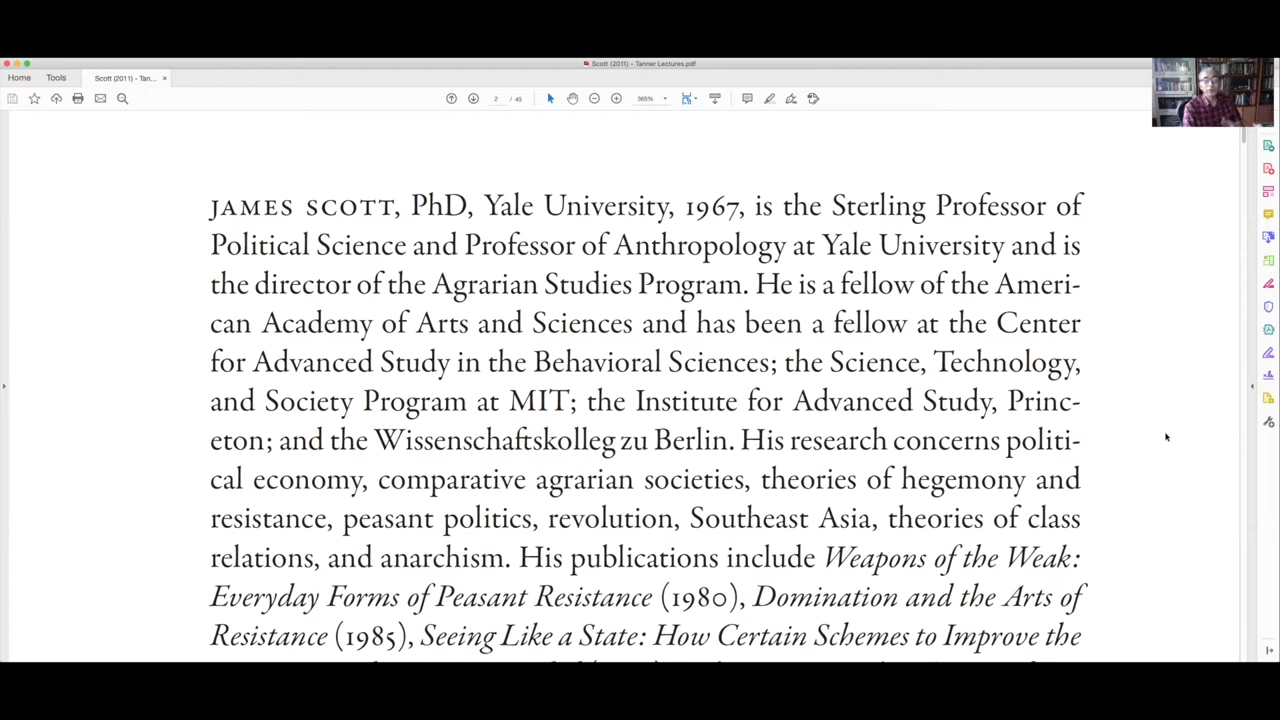 Scott (2011) - Tanner Lectures.pdf
Home Tools Scott (2011) - Tan... ×
2 / 45 365%
JAMES SCOTT, PhD, Yale University, 1967, is the Sterling Professor of
Political Science and Professor of Anthropology at Yale University and is
the director of the Agrarian Studies Program. He is a fellow of the Ameri-
can Academy of Arts and Sciences and has been a fellow at the Center
for Advanced Study in the Behavioral Sciences; the Science, Technology,
and Society Program at MIT; the Institute for Advanced Study, Princ-
eton; and the Wissenschaftskolleg zu Berlin. His research concerns politi-
cal economy, comparative agrarian societies, theories of hegemony and
resistance, peasant politics, revolution, Southeast Asia, theories of class
relations, and anarchism. His publications include Weapons of the Weak:
Everyday Forms of Peasant Resistance (1980), Domination and the Arts of
Resistance (1985), Seeing Like a State: How Certain Schemes to Improve the